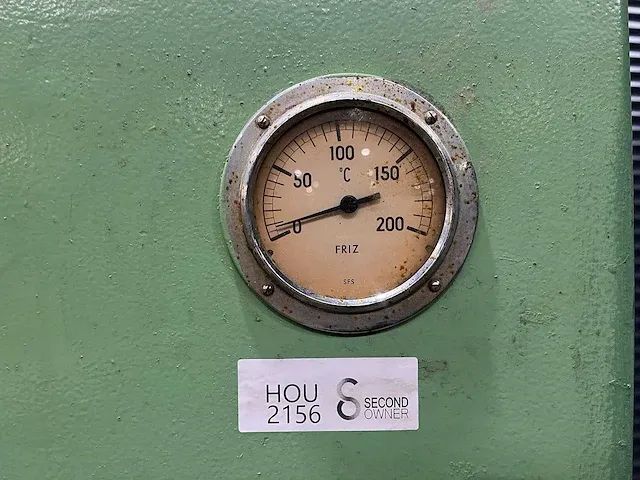 100
°C
50
150
0
200
FRIZ
SFS
HOU
2156
SECOND
OWNER